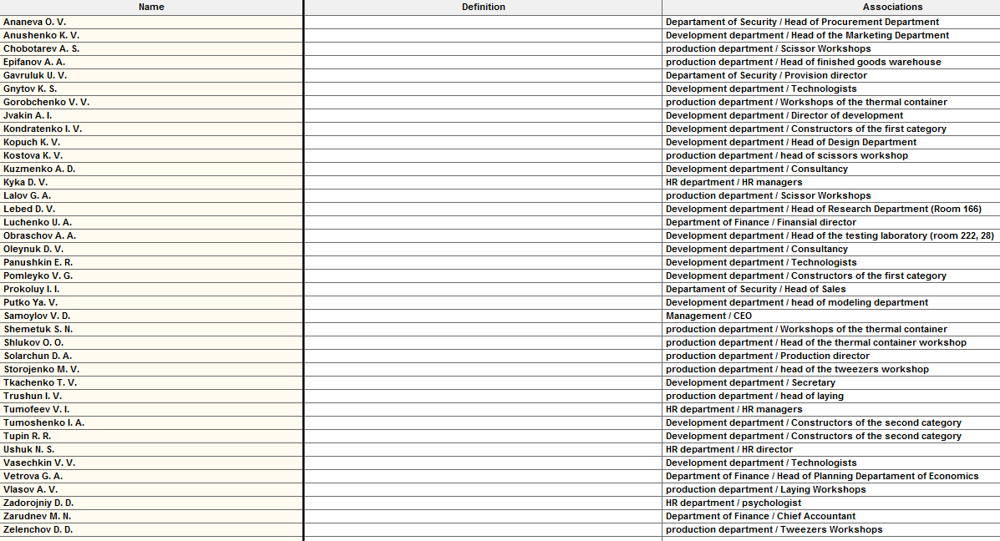 Name Definition Associations
Ananeva O. V. Departament of Security / Head of Procurement Department
Anushenko K. V. Development department / Head of the Marketing Department
Chobotarev A. S. production department / Scissor Workshops
Epifanov A. A. production department / Head of finished goods warehouse
Gavruluk U. V. Departament of Security / Provision director
Gnytov K. S. Development department / Technologists
Gorobchenko V. V. production department / Workshops of the thermal container
Jvakin A. I. Development department / Director of development
Kondratenko I. V. Development department / Constructors of the first category
Kopuch K. V. Development department / Head of Design Department
Kostova K. V. production department / head of scissors workshop
Kuzmenko A. D. Development department / Consultancy
Kyka D. V. HR department / HR managers
Lalov G. A. production department / Scissor Workshops
Lebed D. V. Development department / Head of Research Department (Room 166)
Luchenko U. A. Department of Finance / Finansial director
Obraschov A. A. Development department / Head of the testing laboratory (room 222, 28)
Oleynuk D. V. Development department / Consultancy
Panushkin E. R. Development department / Technologists
Pomleyko V. G. Development department / Constructors of the first category
Prokoluy I. I. Departament of Security / Head of Sales
Putko Ya. V. Development department / head of modeling department
Samoylov V. D. Management / CEO
Shemetuk S. N. production department / Workshops of the thermal container
Shlukov O. O. production department / Head of the thermal container workshop
Solarchun D. A. production department / Production director
Storojenko M. V. production department / head of the tweezers workshop
Tkachenko T. V. Development department / Secretary
Trushun I. V. production department / head of laying
Tumofeev V. I. HR department / HR managers
Tumoshenko I. A. Development department / Constructors of the second category
Tupin R. R. Development department / Constructors of the second category
Ushuk N. S. HR department / HR director
Vasechkin V. V. Development department / Technologists
Vetrova G. A. Department of Finance / Head of Planning Departament of Economics
Vlasov A. V. production department / Laying Workshops
Zadorojniy D. D. HR department / psychologist
Zarudnev M. N. Department of Finance / Chief Accountant
Zelenchov D. D. production department / Tweezers Workshops